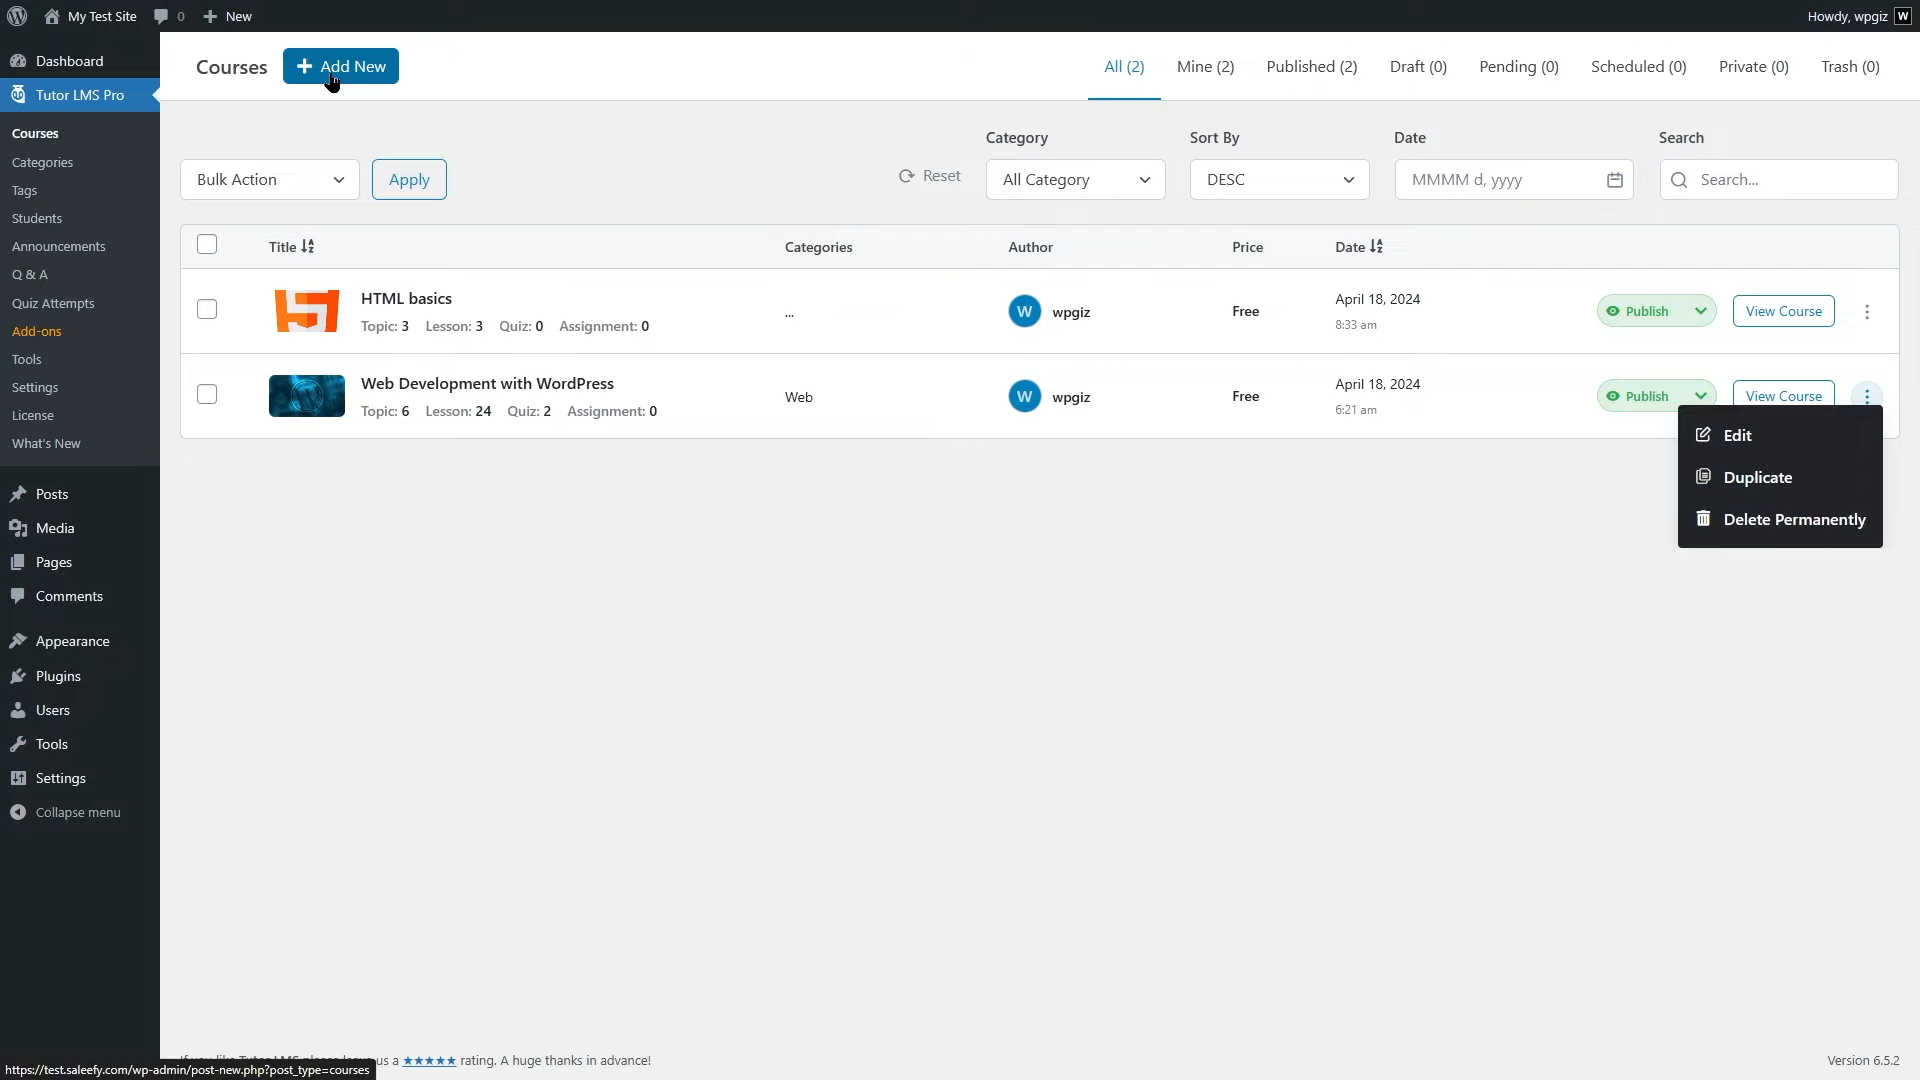 My Test Site
0
New
Howdy, wpgiz
W
Dashboard
Tutor LMS Pro
Courses
Categories
Tags
Students
Announcements
Q & A
Quiz Attempts
Add-ons
Tools
Settings
License
What's New
Posts
Media
Pages
Comments
Appearance
Plugins
Users
Tools
Settings
Collapse menu
Courses
Add New
All (2)
Mine (2)
Published (2)
Draft (0)
Pending (0)
Scheduled (0)
Private (0)
Trash (0)
Bulk Action
Apply
Reset
Category
All Category
Sort By
DESC
Date
MMMM d, yyyy
Search
Search...
Title
Categories
Author
Price
Date
HTML basics
Topic: 3 Lesson: 3 Quiz: 0 Assignment: 0
...
W
wpgiz
Free
April 18, 2024
8:33 am
Publish
View Course
Web Development with WordPress
Topic: 6 Lesson: 24 Quiz: 2 Assignment: 0
Web
W
wpgiz
Free
April 18, 2024
6:21 am
Publish
View Course
Edit
Duplicate
Delete Permanently
us a ★★★★★ rating. A huge thanks in advance!
Version 6.5.2
https://test.saleefy.com/wp-admin/post-new.php?post_type=courses